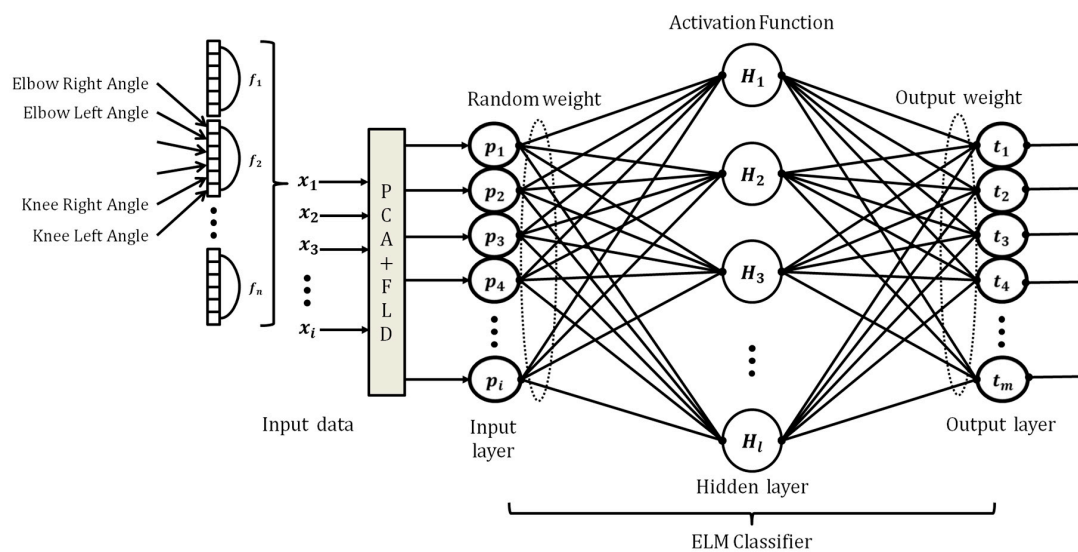 Activation Function
Elbow Right Angle
Elbow Left Angle
Knee Right Angle
Knee Left Angle
f₁
f₂
fₙ
x₁
x₂
x₃
xᵢ
Input data
P
C
A
+
F
L
D
Random weight
p₁
p₂
p₃
p₄
pᵢ
Input
layer
H₁
H₂
H₃
Hₗ
Hidden layer
Output weight
t₁
t₂
t₃
t₄
tₘ
Output layer
ELM Classifier